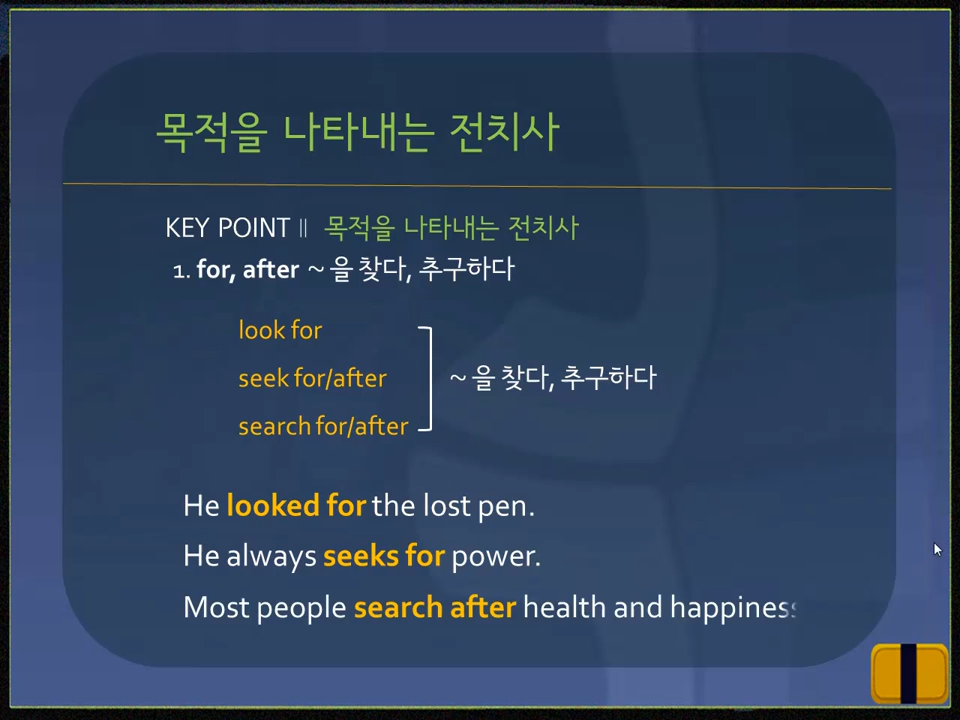 목적을 나타내는 전치사
KEY POINT II 목적을 나타내는 전치사
1. for, after ~ 을 찾다, 추구하다
look for
seek for/after
~ 을 찾다, 추구하다
search for/after
He looked for the lost pen.
He always seeks for power.
Most people search after health and happiness